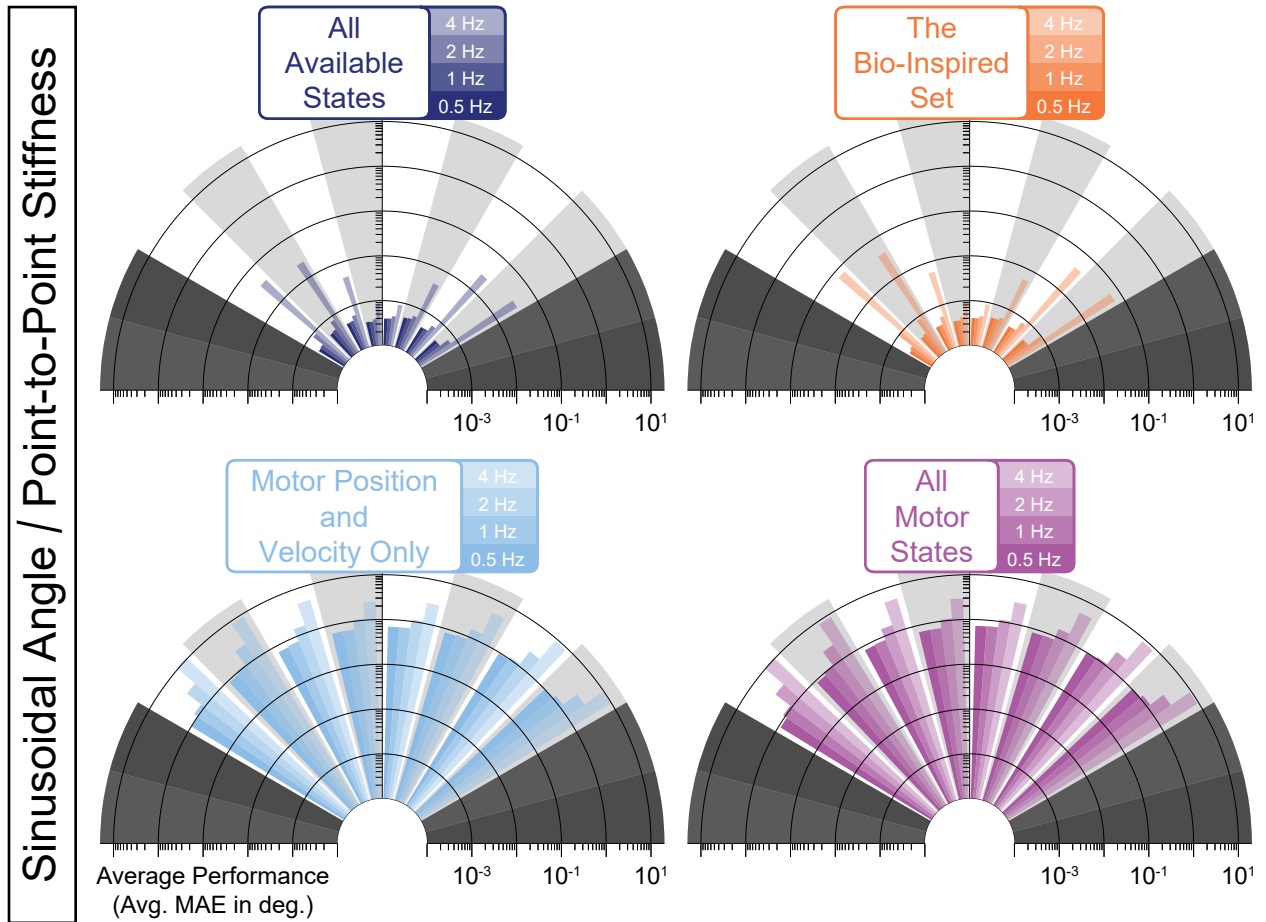 Sinusoidal Angle / Point-to-Point Stiffness
All
Available
States
4 Hz
2 Hz
1 Hz
0.5 Hz
The
Bio-Inspired
Set
4 Hz
2 Hz
1 Hz
0.5 Hz
10⁻³ 10⁻¹ 10¹
10⁻³ 10⁻¹ 10¹
Motor Position
and
Velocity Only
4 Hz
2 Hz
1 Hz
0.5 Hz
All
Motor
States
4 Hz
2 Hz
1 Hz
0.5 Hz
Average Performance
(Avg. MAE in deg.)
10⁻³ 10⁻¹ 10¹
10⁻³ 10⁻¹ 10¹